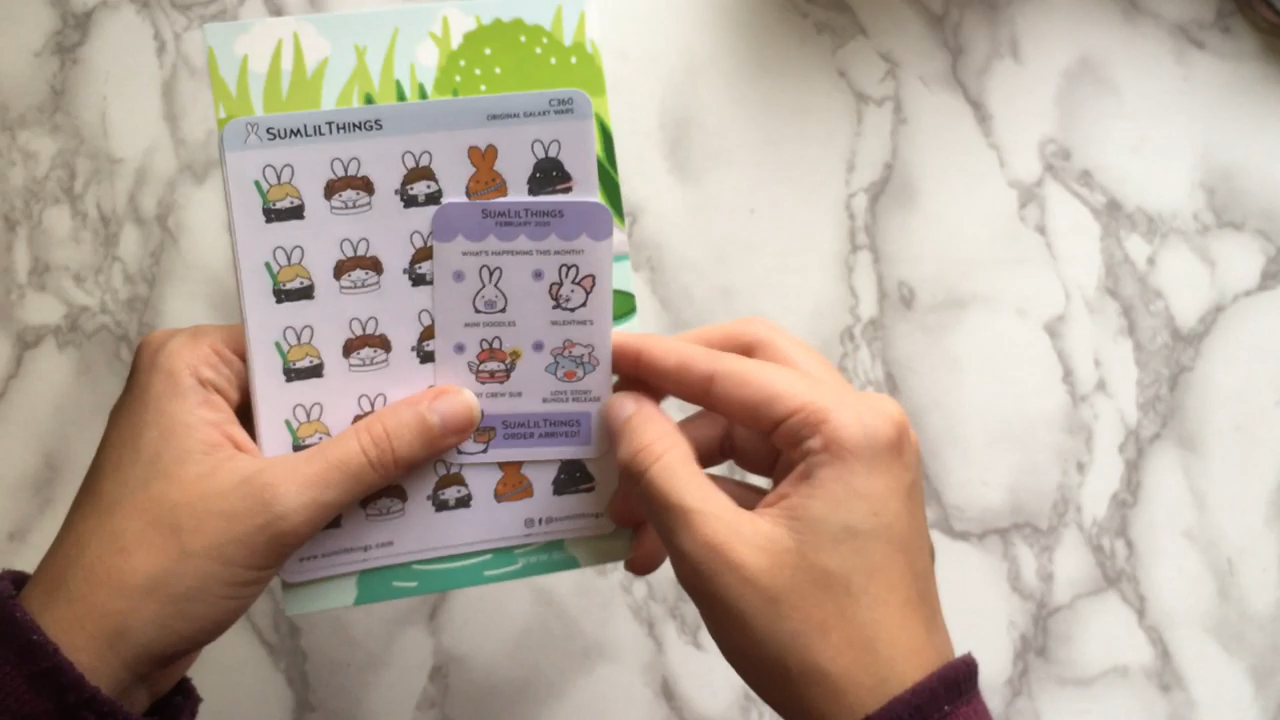 SUMLILTHINGS
C360
ORIGINAL GALAXY WARS
SUMLILTHINGS
FEBRUARY 2020
WHAT'S HAPPENING THIS MONTH?
MINI DOODLES
VALENTINE'S
CREW SUB
LOVE STORY
BUNDLE RELEASE
SUMLILTHINGS
ORDER ARRIVED!
@sumlilthings
www.sumlilthings.com